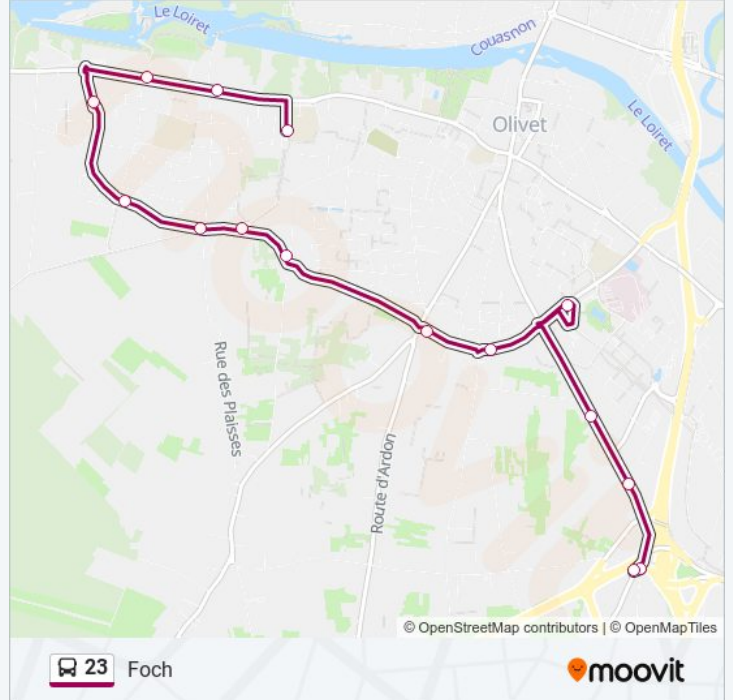 Le Loiret
Couasnon
Le Loiret
Olivet
Rue des Plaisses
Route d'Ardon
© OpenStreetMap contributors | © OpenMapTiles
23 Foch
moovit